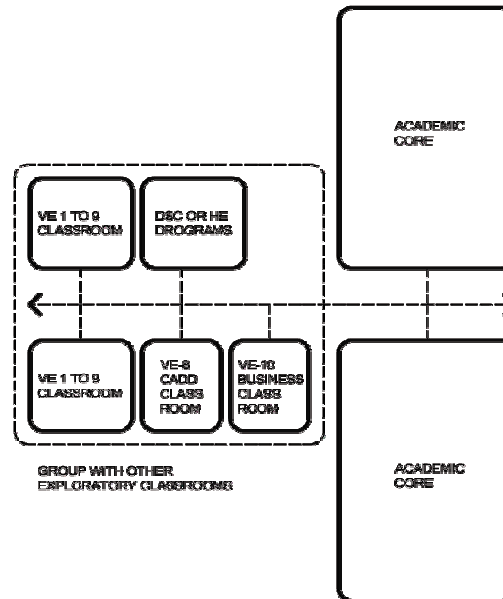 ACADEMIC
CORE
VE 1 TO 9
CLASSROOM
DSC OR HE
DROGRAMS
VE 1 TO 9
CLASSROOM
VE-8
CADD
CLASS
ROOM
VE-10
BUSINESS
CLASS
ROOM
GROUP WITH OTHER
EXPLORATORY CLASSROOMS
ACADEMIC
CORE